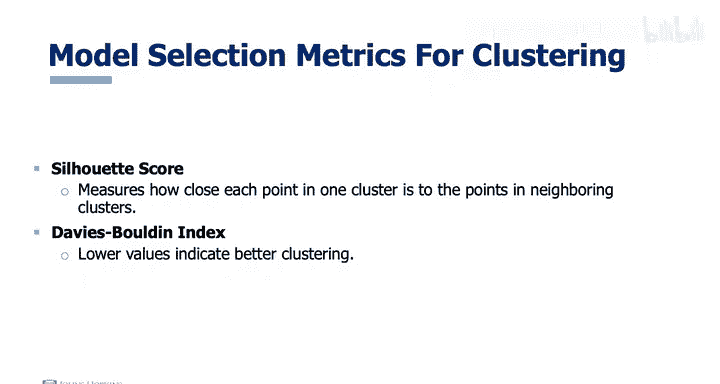 Model Selection Metrics For Clustering
Silhouette Score
Measures how close each point in one cluster is to the points in neighboring
clusters.
Davies-Bouldin Index
Lower values indicate better clustering.